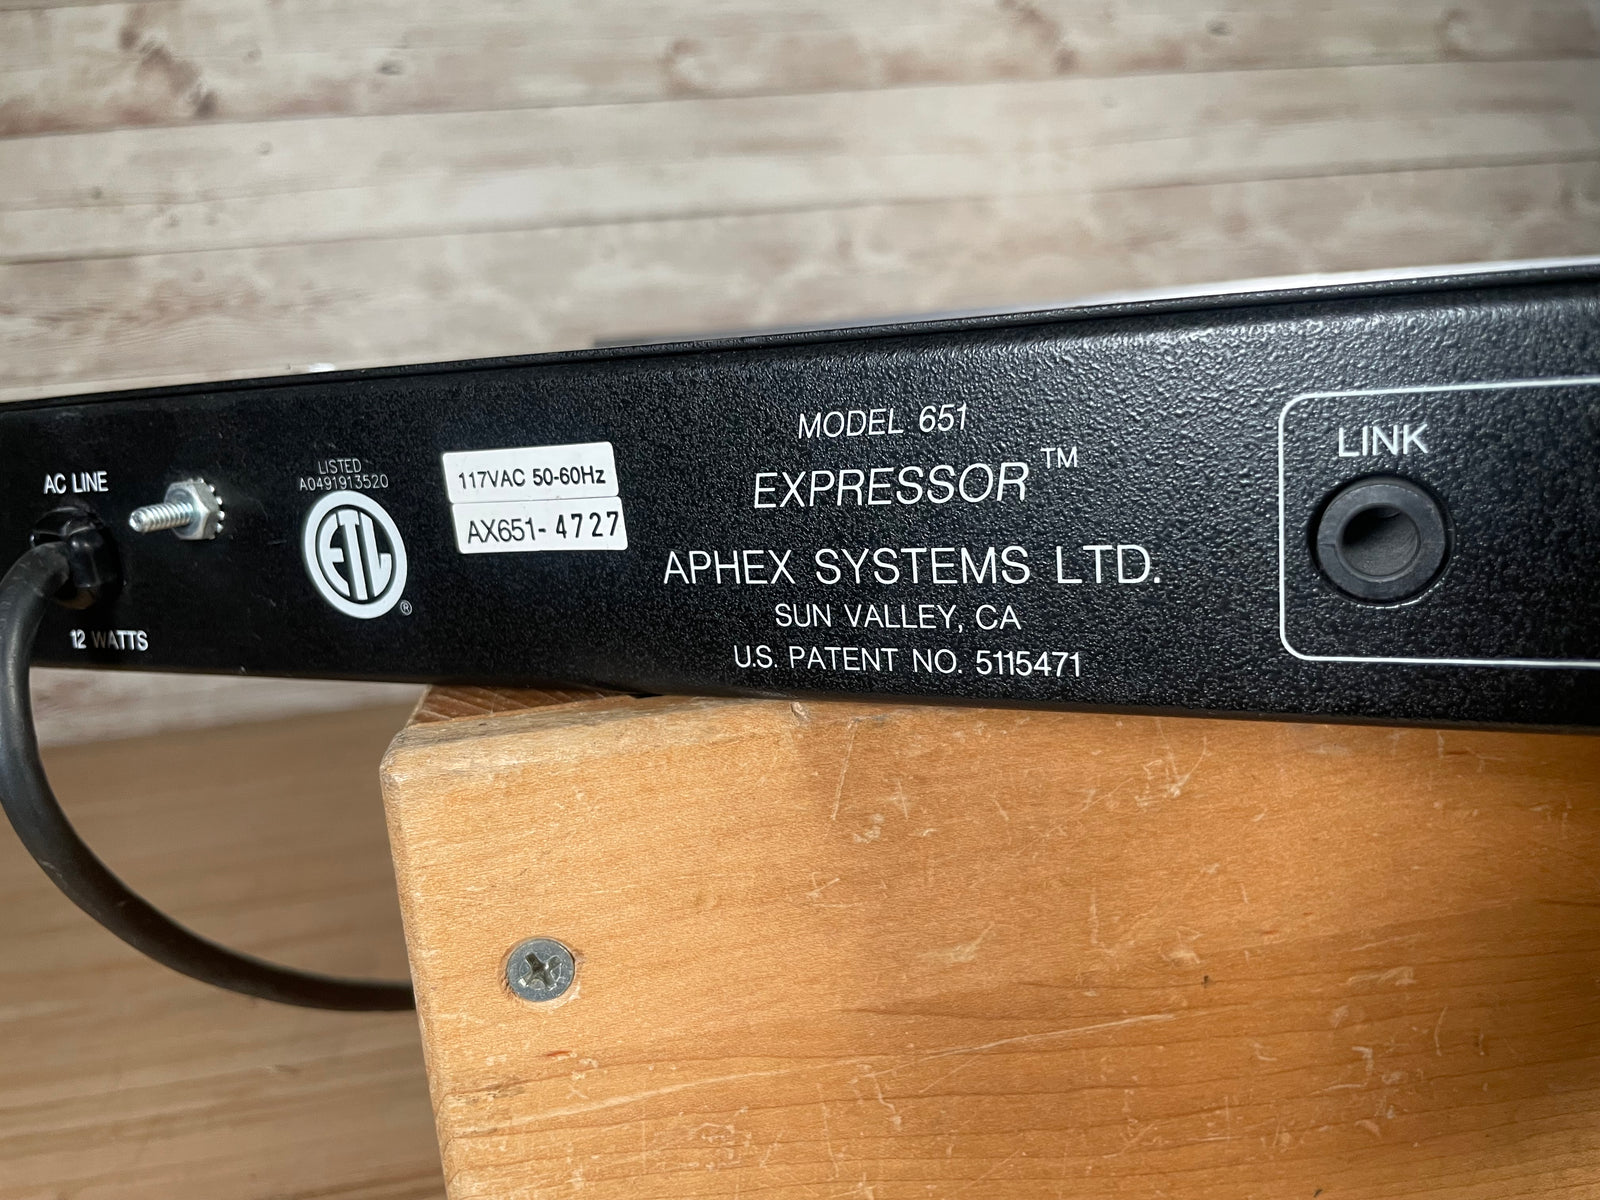 AC LINE
12 WATTS
LISTED
A0491913520
ETL
®
117VAC 50-60Hz
AX651- 4727
MODEL 651
EXPRESSOR™
APHEX SYSTEMS LTD.
SUN VALLEY, CA
U.S. PATENT NO. 5115471
LINK